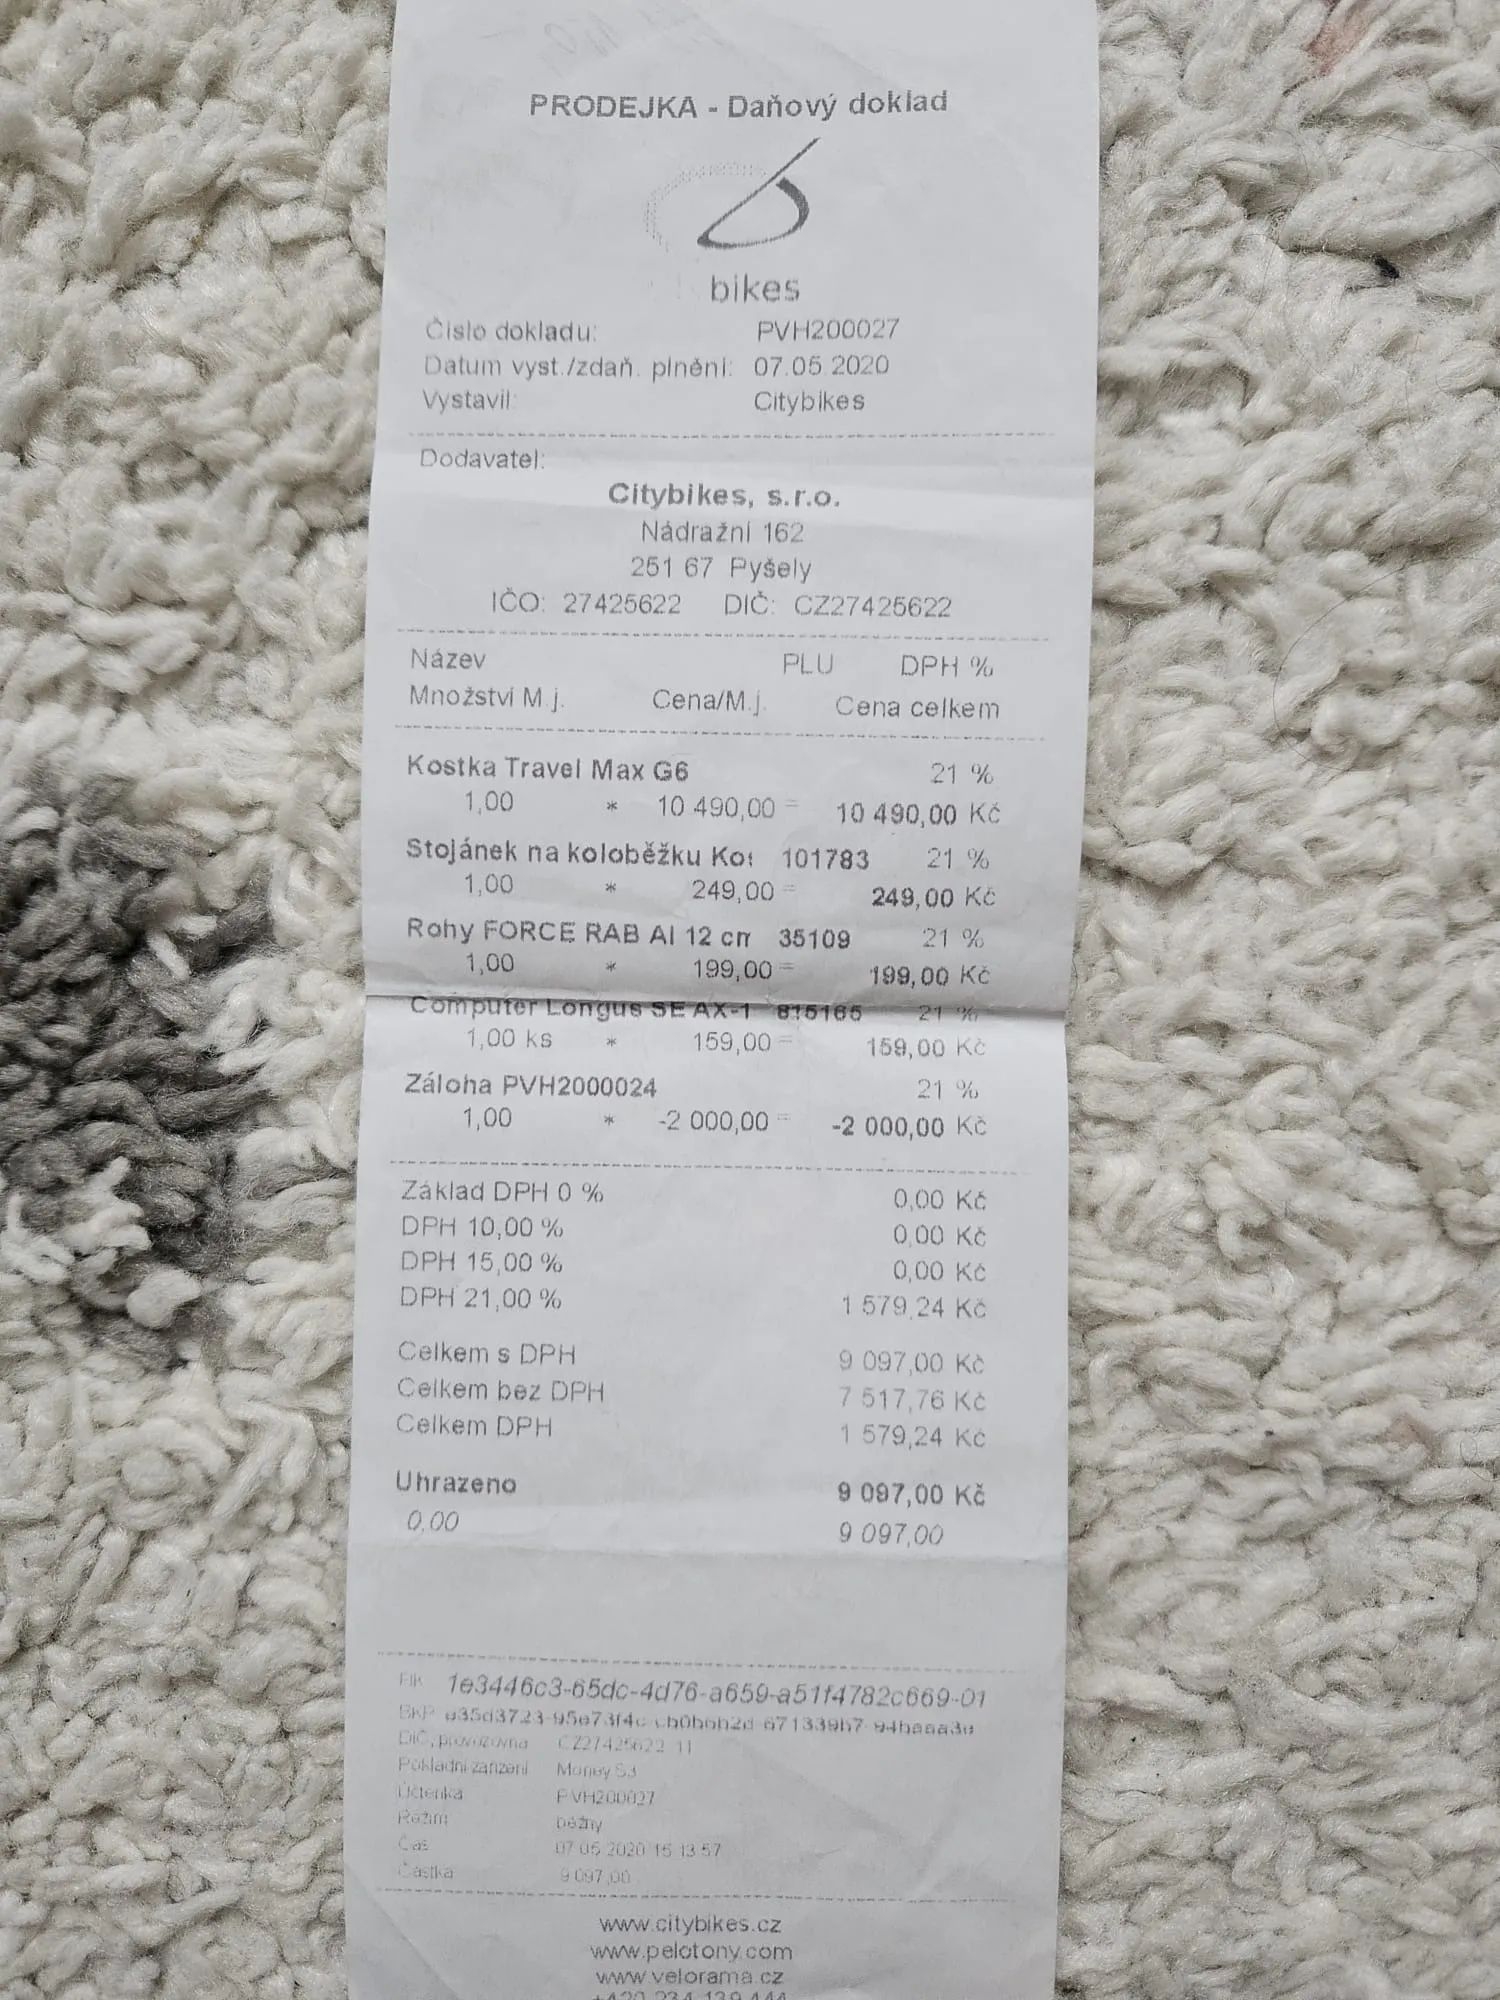 PRODEJKA - Daňový doklad
bikes
Číslo dokladu: PVH200027
Datum vyst./zdaň. plnění: 07.05.2020
Vystavil: Citybikes
Dodavatel:
Citybikes, s.r.o.
Nádražní 162
251 67 Pyšely
IČO: 27425622 DIČ: CZ27425622
Název PLU DPH %
Množství M.j. Cena/M.j. Cena celkem
Kostka Travel Max G6 21 %
1,00 * 10 490,00 = 10 490,00 Kč
Stojánek na koloběžku Kos 101783 21 %
1,00 * 249,00 = 249,00 Kč
Rohy FORCE RAB Al 12 cm 35109 21 %
1,00 * 199,00 = 199,00 Kč
Computer Longus SE AX-1 815165 21 %
1,00 ks * 159,00 = 159,00 Kč
Záloha PVH2000024 21 %
1,00 * -2 000,00 = -2 000,00 Kč
Základ DPH 0 % 0,00 Kč
DPH 10,00 % 0,00 Kč
DPH 15,00 % 0,00 Kč
DPH 21,00 % 1 579,24 Kč
Celkem s DPH 9 097,00 Kč
Celkem bez DPH 7 517,76 Kč
Celkem DPH 1 579,24 Kč
Uhrazeno 9 097,00 Kč
0,00 9 097,00
FIK 1e3446c3-65dc-4d76-a659-a51f4782c669-01
BKP
DIČ, provozovna CZ27425622 11
Pokladní zařízení Money S3
Účtenka PVH200027
Režim běžný
Čas 07.05.2020 15:13:57
Částka 9 097,00
www.citybikes.cz
www.pelotony.com
www.velorama.cz
+420 234 139 444